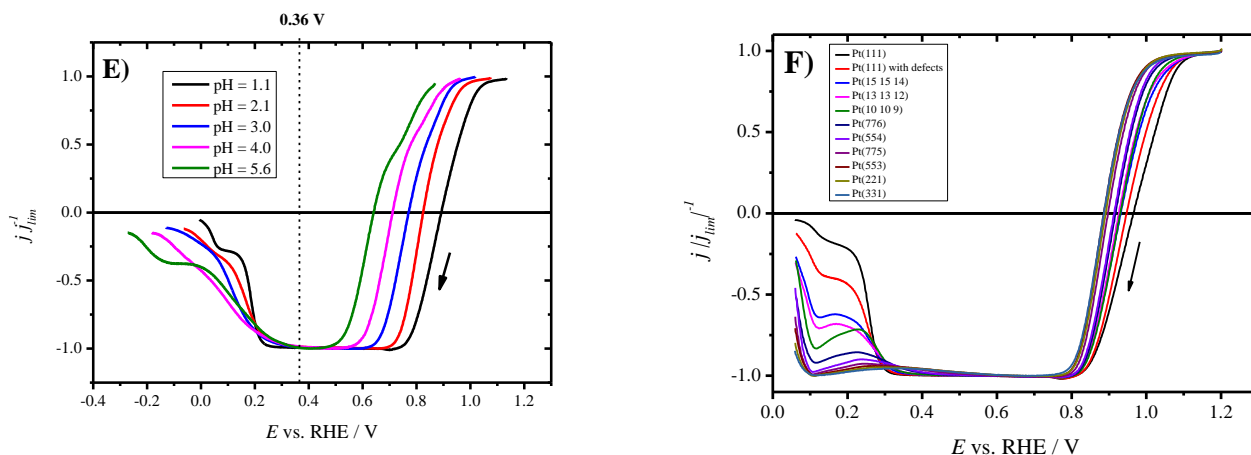 0.36 V
E)
pH = 1.1
pH = 2.1
pH = 3.0
pH = 4.0
pH = 5.6
1.0
0.5
0.0
-0.5
-1.0
-0.4 -0.2 0.0 0.2 0.4 0.6 0.8 1.0 1.2
j j_lim^-1
E vs. RHE / V
F)
Pt(111)
Pt(111) with defects
Pt(15 15 14)
Pt(13 13 12)
Pt(10 10 9)
Pt(776)
Pt(554)
Pt(775)
Pt(553)
Pt(221)
Pt(331)
1.0
0.5
0.0
-0.5
-1.0
0.0 0.2 0.4 0.6 0.8 1.0 1.2
j |j_lim|^-1
E vs. RHE / V